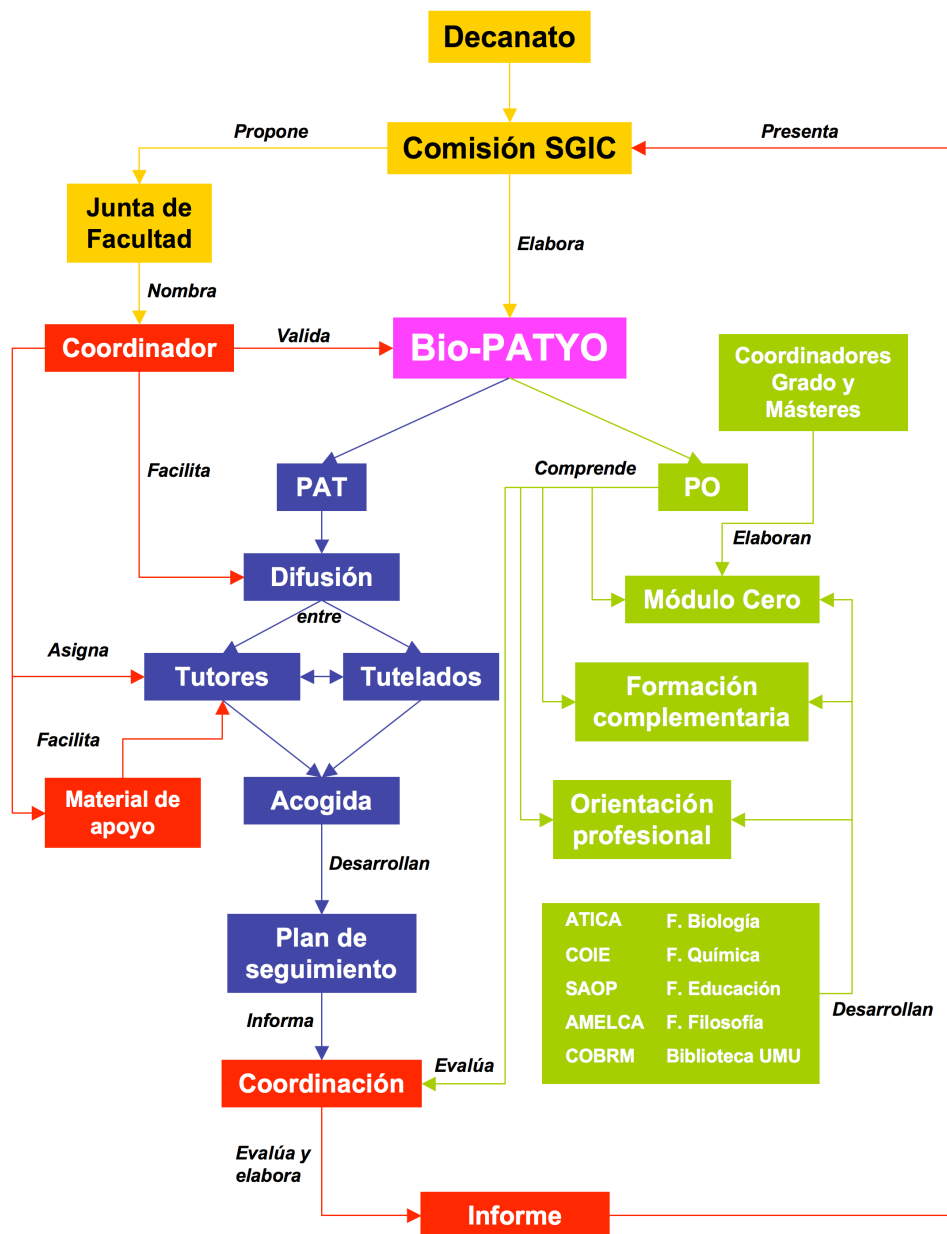 Decanato
Propone
Comisión SGIC
Presenta
Junta de
Facultad
Elabora
Nombra
Coordinador
Valida
Bio-PATYO
Coordinadores
Grado y
Másteres
Facilita
PAT
Comprende
PO
Elaboran
Difusión
Módulo Cero
entre
Asigna
Tutores
Tutelados
Formación
complementaria
Facilita
Material de
apoyo
Acogida
Orientación
profesional
Desarrollan
Plan de
seguimiento
ATICA F. Biología
COIE F. Química
SAOP F. Educación
AMELCA F. Filosofía
COBRM Biblioteca UMU
Desarrollan
Informa
Coordinación
Evalúa
Evalúa y
elabora
Informe